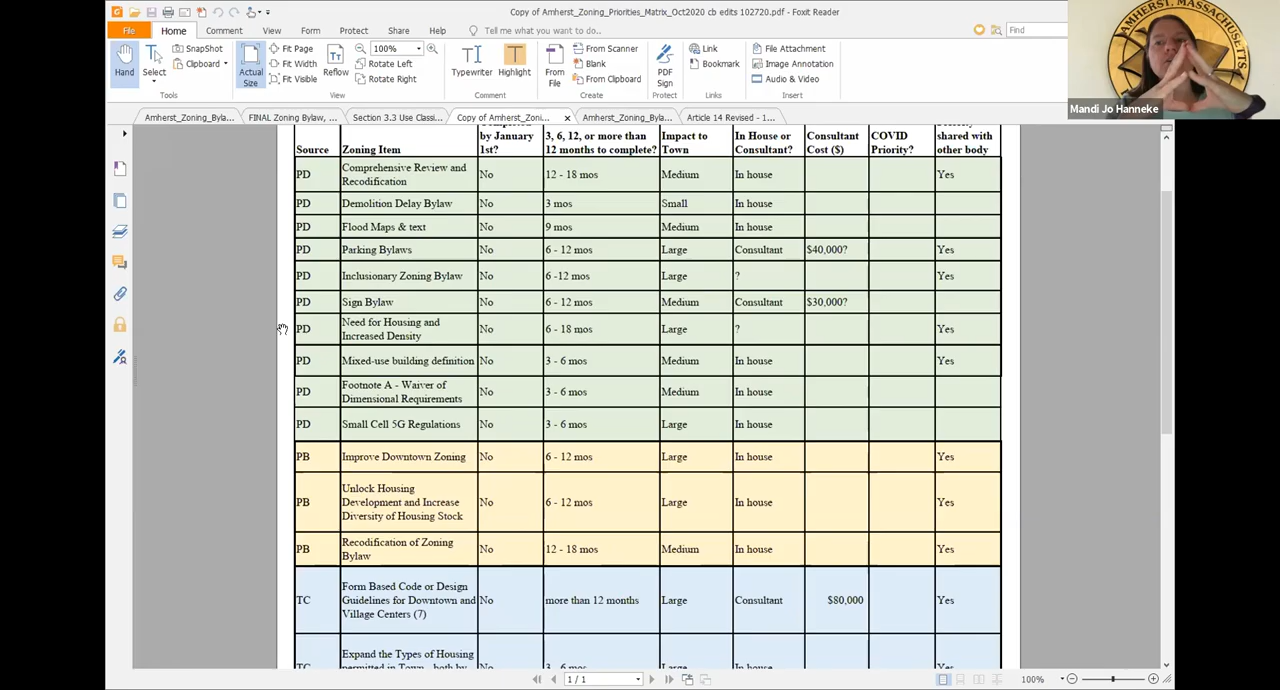 Copy of Amherst_Zoning_Priorities_Matrix_Oct2020 cb edits 102720.pdf - Foxit Reader
File Home Comment View Form Protect Share Help Tell me what you want to do.. Find
Hand Select SnapShot Clipboard Actual Size Fit Page Fit Width Fit Visible Reflow 100% Rotate Left Rotate Right Typewriter Highlight From File From Scanner Blank From Clipboard PDF Sign Link Bookmark File Attachment Image Annotation Audio & Video
Tools View Comment Create Protect Links Insert
AMHERST, MASSACHUSETTS
Mandi Jo Hanneke
Amherst_Zoning_Byla... FINAL Zoning Bylaw, ... Section 3.3 Use Classi... Copy of Amherst_Zoni... Amherst_Zoning_Byla... Article 14 Revised - 1...
Source Zoning Item by January 1st? 3, 6, 12, or more than 12 months to complete? Impact to Town In House or Consultant? Consultant Cost ($) COVID Priority? shared with other body
PD Comprehensive Review and Recodification No 12 - 18 mos Medium In house Yes
PD Demolition Delay Bylaw No 3 mos Small In house
PD Flood Maps & text No 9 mos Medium In house
PD Parking Bylaws No 6 - 12 mos Large Consultant $40,000? Yes
PD Inclusionary Zoning Bylaw No 6 -12 mos Large ? Yes
PD Sign Bylaw No 6 - 12 mos Medium Consultant $30,000?
PD Need for Housing and Increased Density No 6 - 18 mos Large ? Yes
PD Mixed-use building definition No 3 - 6 mos Medium In house Yes
PD Footnote A - Waiver of Dimensional Requirements No 3 - 6 mos Medium In house
PD Small Cell 5G Regulations No 3 - 6 mos Large In house
PB Improve Downtown Zoning No 6 - 12 mos Large In house Yes
PB Unlock Housing Development and Increase Diversity of Housing Stock No 6 - 12 mos Large In house Yes
PB Recodification of Zoning Bylaw No 12 - 18 mos Medium In house Yes
TC Form Based Code or Design Guidelines for Downtown and Village Centers (7) No more than 12 months Large Consultant $80,000 Yes
TC Expand the Types of Housing permitted in Town - both by No 3 - 6 mos Large In house Yes
1 / 1 100%